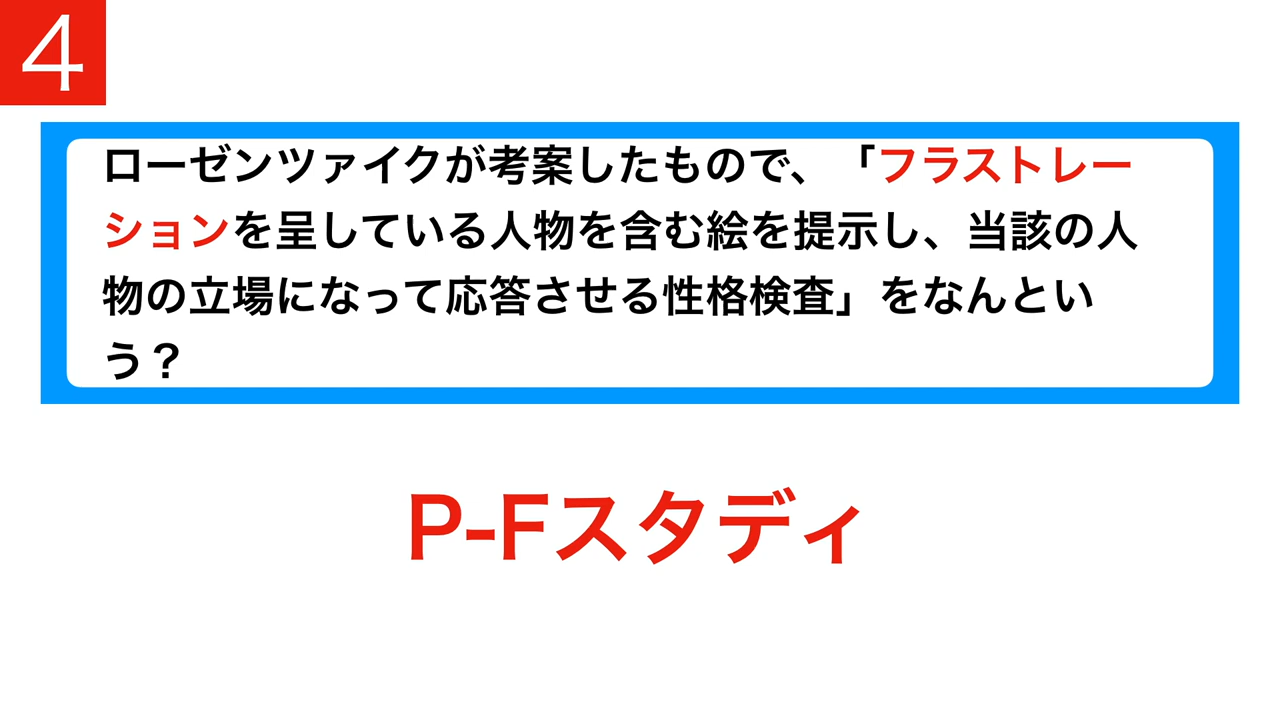 4
ローゼンツァイクが考案したもので、「フラストレー
ションを呈している人物を含む絵を提示し、当該の人
物の立場になって応答させる性格検査」をなんとい
う？
P-Fスタディ